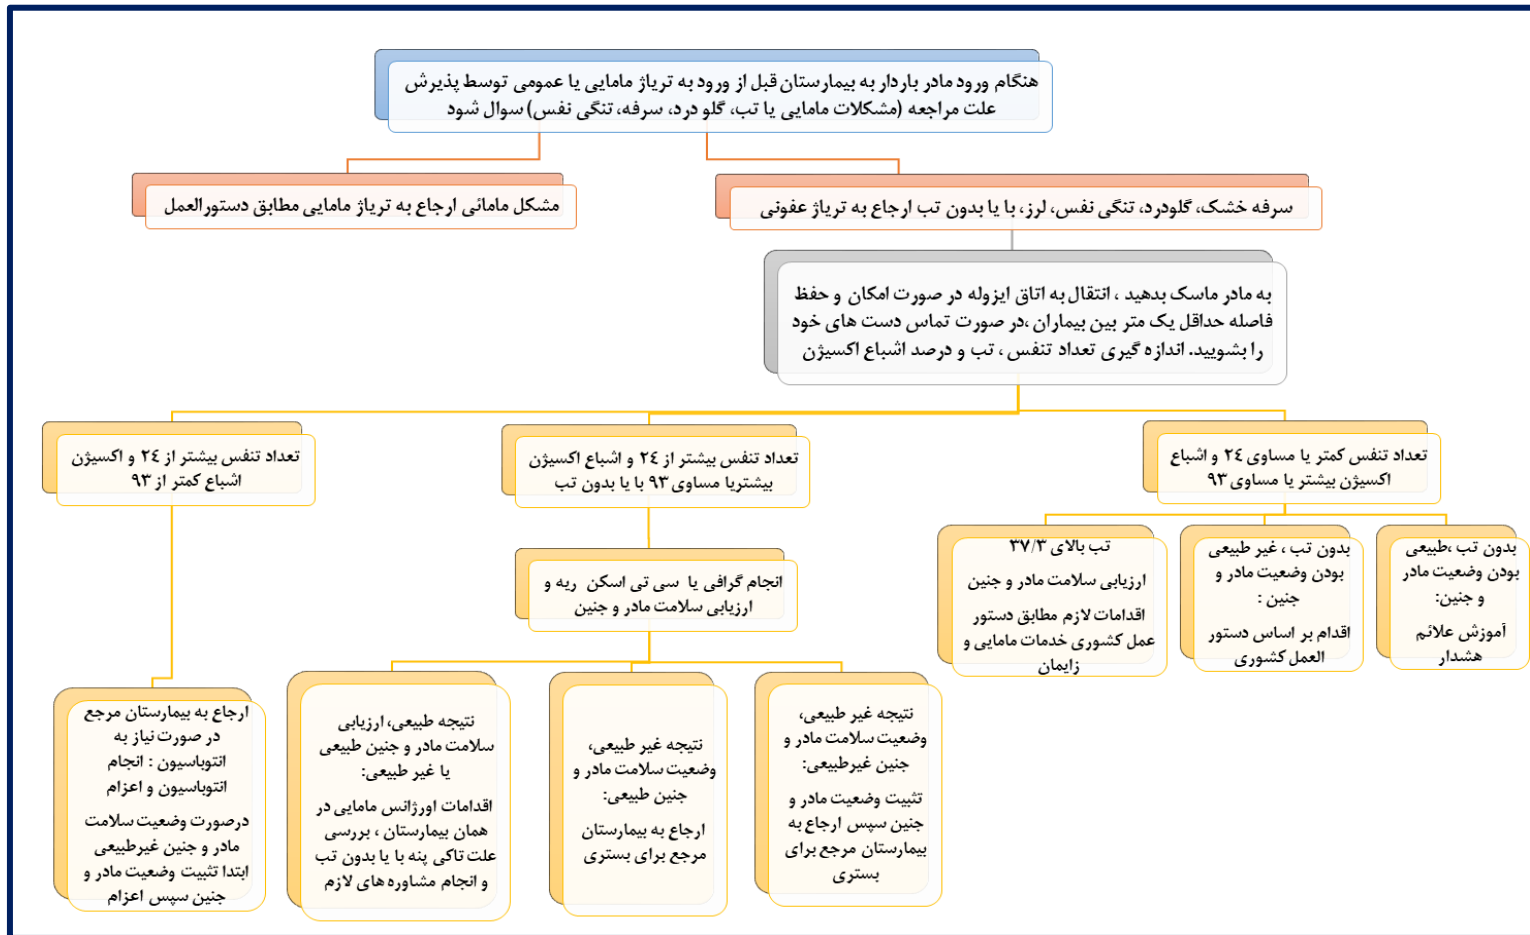 هنگام ورود مادر باردار به بیمارستان قبل از ورود به تریاژ مامایی یا عمومی توسط پذیرش
علت مراجعه (مشکلات مامایی یا تب، گلو درد، سرفه، تنگی نفس) سوال شود
سرفه خشک، گلودرد، تنگی نفس، لرز، با یا بدون تب ارجاع به تریاژ عفونی
مشکل مامائی ارجاع به تریاژ مامایی مطابق دستورالعمل
به مادر ماسک بدهید ، انتقال به اتاق ایزوله در صورت امکان و حفظ
فاصله حداقل یک متر بین بیماران ،در صورت تماس دست های خود
را بشویید. اندازه گیری تعداد تنفس ، تب و درصد اشباع اکسیژن
تعداد تنفس کمتر یا مساوی ٢٤ و اشباع
اکسیژن بیشتر یا مساوی ٩٣
تعداد تنفس بیشتر از ٢٤ و اشباع اکسیژن
بیشتریا مساوی ٩٣ با یا بدون تب
تعداد تنفس بیشتر از ٢٤ و اکسیژن
اشباع کمتر از ٩٣
بدون تب ،طبیعی
بودن وضعیت مادر
و جنین:
آموزش علائم
هشدار
بدون تب ، غیر طبیعی
بودن وضعیت مادر و
جنین :
اقدام بر اساس دستور
العمل کشوری
تب بالای ٣٧/٣
ارزیابی سلامت مادر و جنین
اقدامات لازم مطابق دستور
عمل کشوری خدمات مامایی و
زایمان
انجام گرافی یا سی تی اسکن ریه و
ارزیابی سلامت مادر و جنین
نتیجه غیر طبیعی،
وضعیت سلامت مادر و
جنین غیرطبیعی:
تثبیت وضعیت مادر و
جنین سپس ارجاع به
بیمارستان مرجع برای
بستری
نتیجه غیر طبیعی،
وضعیت سلامت مادر و
جنین طبیعی:
ارجاع به بیمارستان
مرجع برای بستری
نتیجه طبیعی، ارزیابی
سلامت مادر و جنین طبیعی
یا غیر طبیعی:
اقدامات اورژانس مامایی در
همان بیمارستان ، بررسی
علت تاکی پنه با یا بدون تب
و انجام مشاوره های لازم
ارجاع به بیمارستان مرجع
در صورت نیاز به
انتوباسیون : انجام
انتوباسیون و اعزام
درصورت وضعیت سلامت
مادر و جنین غیرطبیعی
ابتدا تثبیت وضعیت مادر و
جنین سپس اعزام